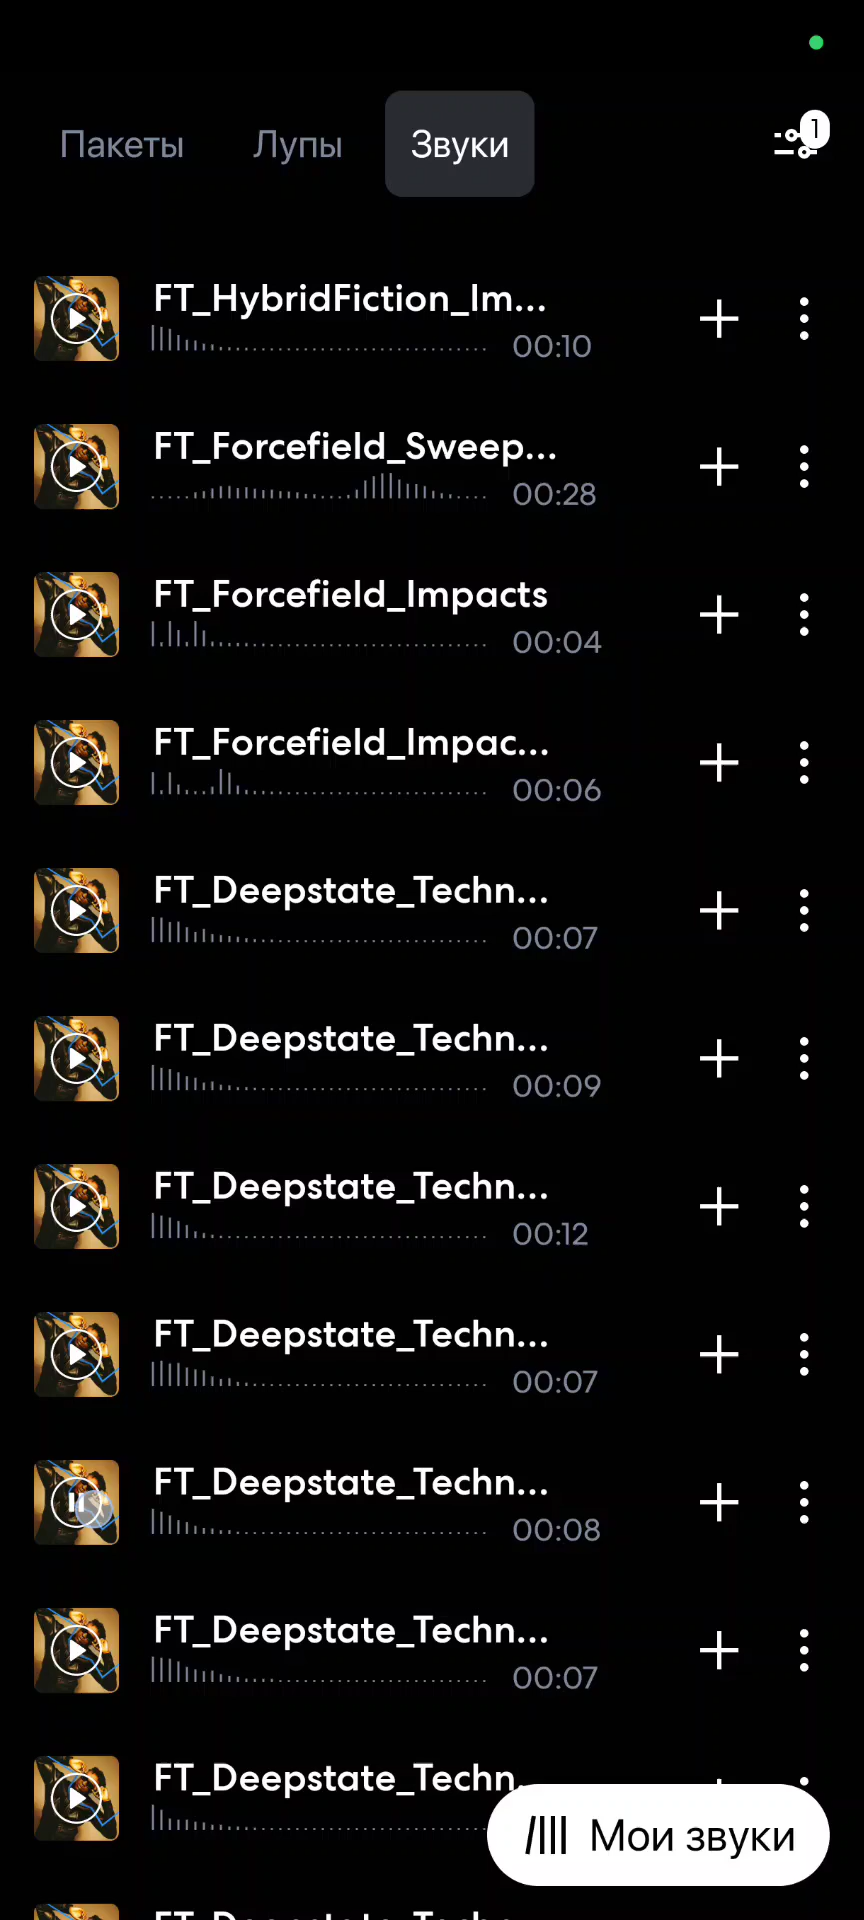 Пакеты
Лупы
Звуки
1
FT_HybridFiction_Im...
00:10
FT_Forcefield_Sweep...
00:28
FT_Forcefield_Impacts
00:04
FT_Forcefield_Impac...
00:06
FT_Deepstate_Techn...
00:07
FT_Deepstate_Techn...
00:09
FT_Deepstate_Techn...
00:12
FT_Deepstate_Techn...
00:07
FT_Deepstate_Techn...
00:08
FT_Deepstate_Techn...
00:07
FT_Deepstate_Techn.
Мои звуки